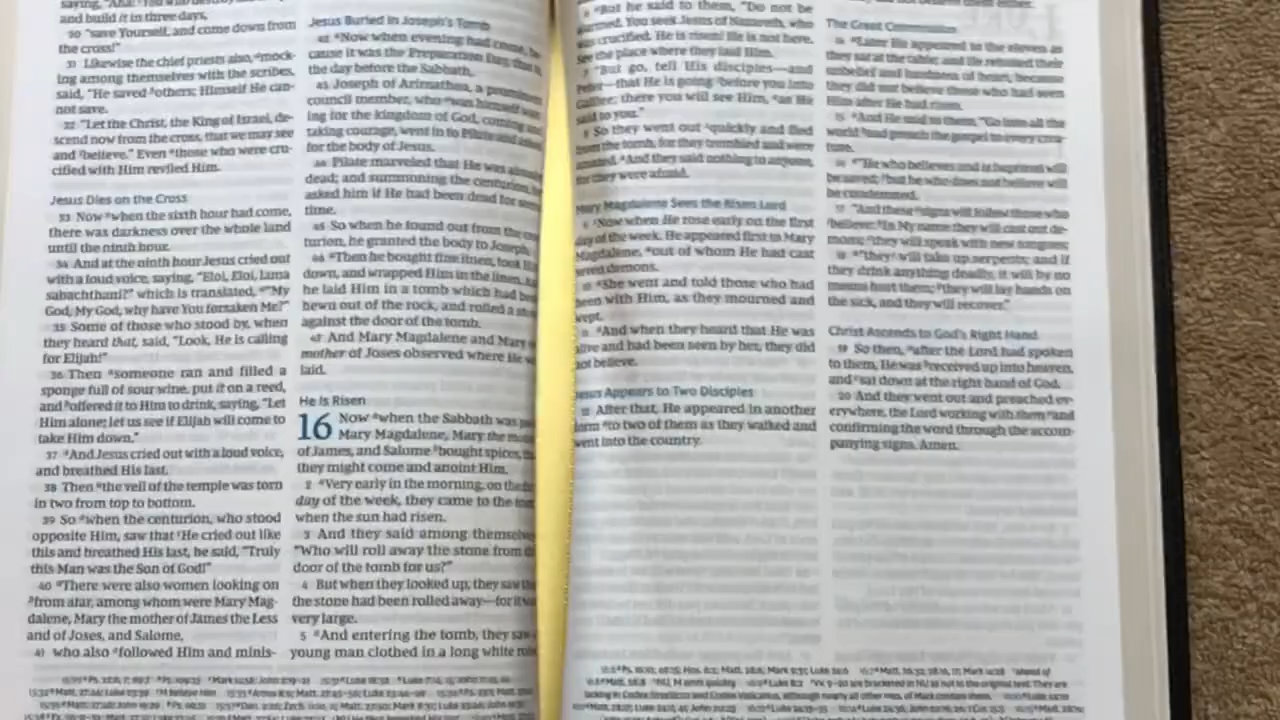 saying,
and build it in three days,
30 "save Yourself, and come down from
the cross!"
31 Likewise the chief priests also, mock-
ing among themselves with the scribes,
said, "He saved others; Himself He can-
not save.
32 "Let the Christ, the King of Israel, de-
scend now from the cross, that we may see
and believe." Even those who were cru-
cified with Him reviled Him.
Jesus Dies on the Cross
33 Now when the sixth hour had come,
there was darkness over the whole land
until the ninth hour.
34 And at the ninth hour Jesus cried out
with a loud voice, saying, "Eloi, Eloi, lama
sabachthani?" which is translated, "My
God, My God, why have You forsaken Me?"
35 Some of those who stood by, when
they heard that, said, "Look, He is calling
for Elijah!"
36 Then someone ran and filled a
sponge full of sour wine, put it on a reed,
and offered it to Him to drink, saying, "Let
Him alone; let us see if Elijah will come to
take Him down."
37 And Jesus cried out with a loud voice,
and breathed His last.
38 Then the veil of the temple was torn
in two from top to bottom.
39 So when the centurion, who stood
opposite Him, saw that He cried out like
this and breathed His last, he said, "Truly
this Man was the Son of God!"
40 There were also women looking on
from afar, among whom were Mary Mag-
dalene, Mary the mother of James the Less
and of Joses, and Salome,
41 who also followed Him and minis-
Jesus Buried in Joseph's Tomb
42 Now when evening had come, be-
cause it was the Preparation Day, that is,
the day before the Sabbath,
43 Joseph of Arimathea, a prominent
council member, who was himself wait-
ing for the kingdom of God, coming and
taking courage, went in to Pilate and asked
for the body of Jesus.
44 Pilate marveled that He was already
dead; and summoning the centurion, he
asked him if He had been dead for some
time.
45 So when he found out from the cen-
turion, he granted the body to Joseph.
46 Then he bought fine linen, took Him
down, and wrapped Him in the linen.
he laid Him in a tomb which had been
hewn out of the rock, and rolled a stone
against the door of the tomb.
47 And Mary Magdalene and Mary
mother of Joses observed where He was
laid.
He Is Risen
16 Now when the Sabbath was past,
Mary Magdalene, Mary the mother
of James, and Salome bought spices,
they might come and anoint Him.
2 Very early in the morning, on the
day of the week, they came to the tomb
when the sun had risen.
3 And they said among themselves,
"Who will roll away the stone from
door of the tomb for us?"
4 But when they looked up, they saw
the stone had been rolled away—for it was
very large.
5 And entering the tomb, they saw
young man clothed in a long white robe
6 But he said to them, "Do not be
alarmed. You seek Jesus of Nazareth, who
was crucified. He is risen! He is not here.
See the place where they laid Him.
7 "But go, tell His disciples—and
Peter—that He is going before you into
Galilee; there you will see Him, as He
said to you."
8 So they went out quickly and fled
from the tomb, for they trembled and were
amazed. And they said nothing to anyone,
for they were afraid.
Mary Magdalene Sees the Risen Lord
9 Now when He rose early on the first
day of the week, He appeared first to Mary
Magdalene, out of whom He had cast
seven demons.
10 She went and told those who had
been with Him, as they mourned and
wept.
11 And when they heard that He was
alive and had been seen by her, they did
not believe.
Jesus Appears to Two Disciples
12 After that, He appeared in another
form to two of them as they walked and
went into the country.
The Great Commission
14 Later He appeared to the eleven as
they sat at the table; and He rebuked their
unbelief and hardness of heart, because
they did not believe those who had seen
Him after He had risen.
15 And He said to them, "Go into all the
world and preach the gospel to every crea-
ture.
16 "He who believes and is baptized will
be saved; but he who does not believe will
be condemned.
17 "And these signs will follow those who
believe: In My name they will cast out de-
mons; they will speak with new tongues;
18 "they will take up serpents; and if
they drink anything deadly, it will by no
means hurt them; they will lay hands on
the sick, and they will recover."
Christ Ascends to God's Right Hand
19 So then, after the Lord had spoken
to them, He was received up into heaven,
and sat down at the right hand of God.
20 And they went out and preached ev-
erywhere, the Lord working with them and
confirming the word through the accom-
panying signs. Amen.